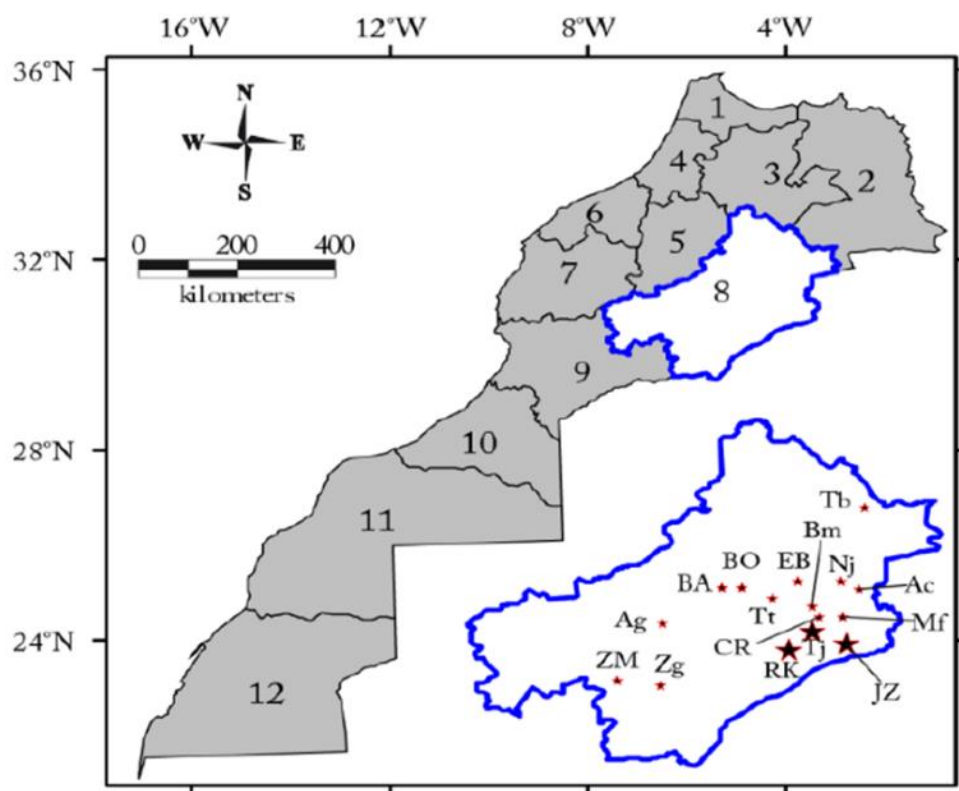 16°W 12°W 8°W 4°W
36°N
N
W E
S
1
4
3
2
6
5
0 200 400
kilometers
32°N
7
8
9
28°N
10
11
Tb
Bm
BO EB Nj
BA Ac
Tt
Ag Mf
24°N
CR Tj
ZM Zg RK
JZ
12